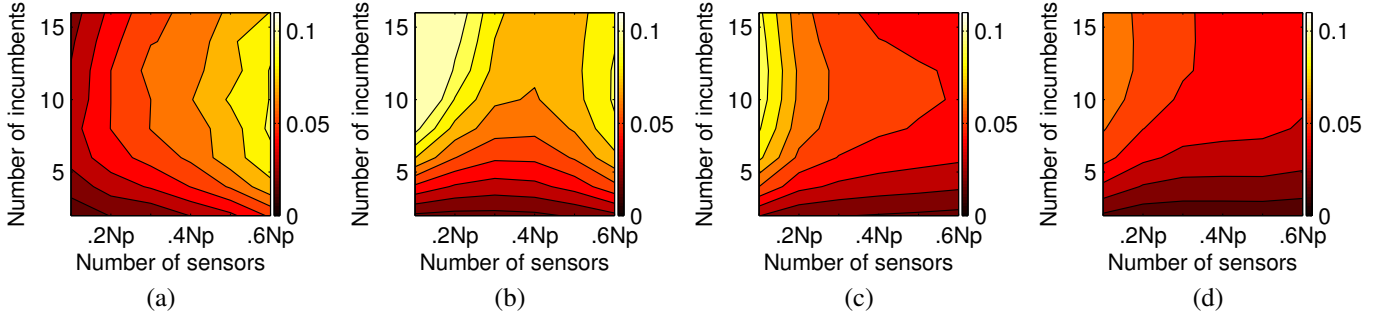 Number of incumbents
15
10
5
.2Np .4Np .6Np
Number of sensors
0.1
0.05
0
(a)
Number of incumbents
15
10
5
.2Np .4Np .6Np
Number of sensors
0.1
0.05
0
(b)
Number of incumbents
15
10
5
.2Np .4Np .6Np
Number of sensors
0.1
0.05
0
(c)
Number of incumbents
15
10
5
.2Np .4Np .6Np
Number of sensors
0.1
0.05
0
(d)